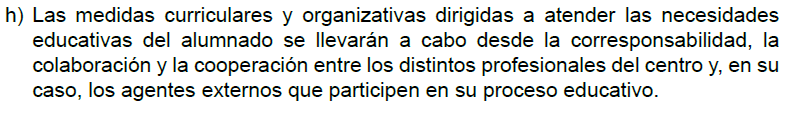 h) Las medidas curriculares y organizativas dirigidas a atender las necesidades
educativas del alumnado se llevarán a cabo desde la corresponsabilidad, la
colaboración y la cooperación entre los distintos profesionales del centro y, en su
caso, los agentes externos que participen en su proceso educativo.